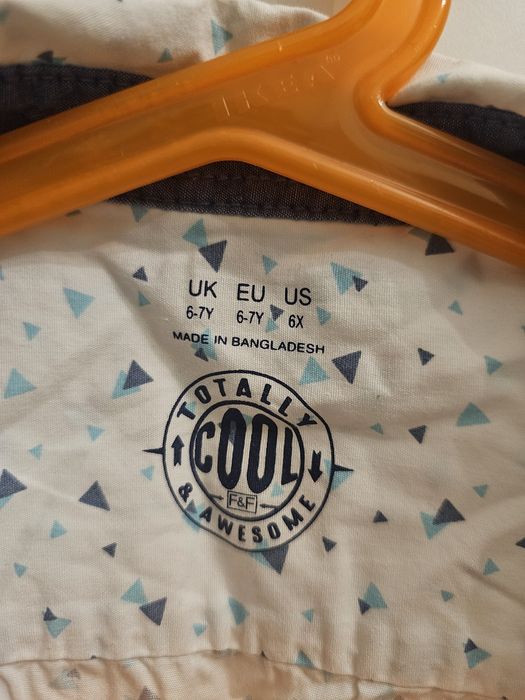 IKEA
UK EU US
6-7Y 6-7Y 6X
MADE IN BANGLADESH
TOTALLY
COOL
F&F
& AWESOME